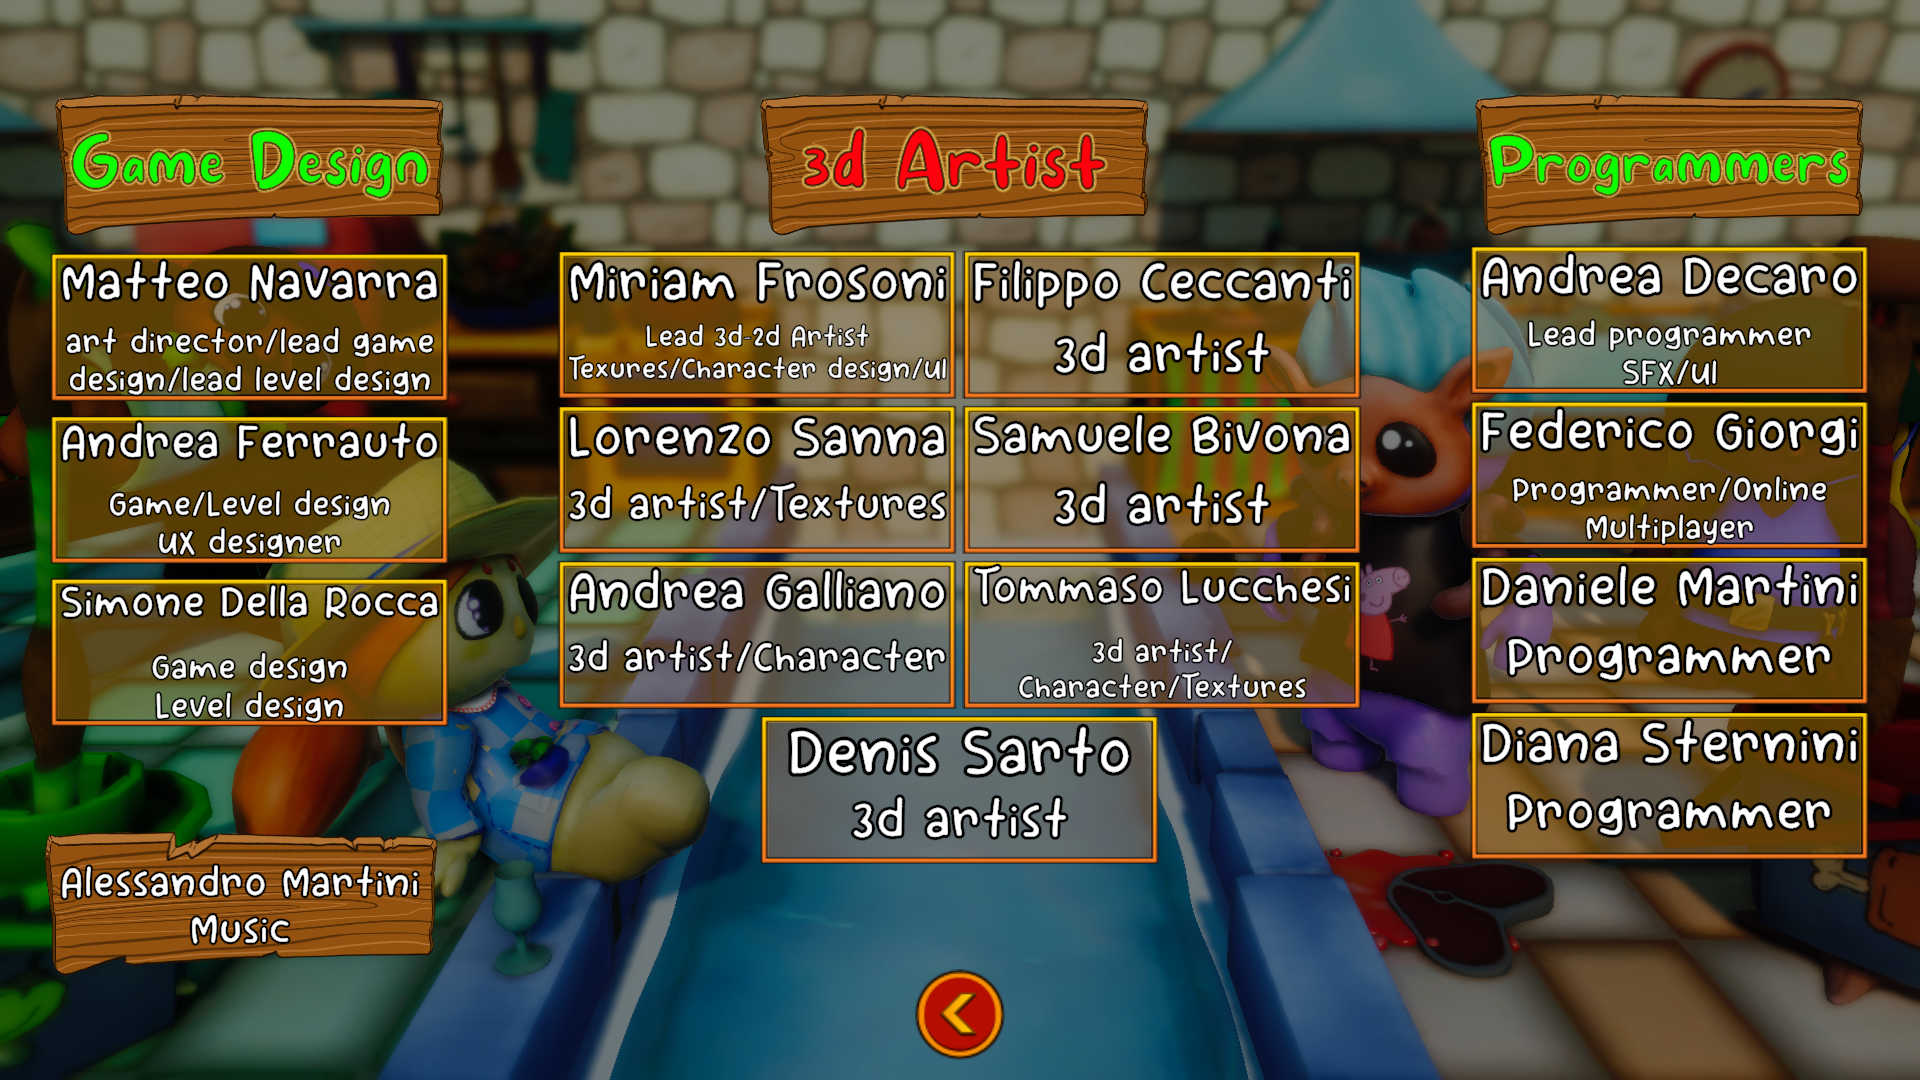 Game Design
Matteo Navarra
art director/lead game
design/lead level design
Andrea Ferrauto
Game/Level design
UX designer
Simone Della Rocca
Game design
Level design
Alessandro Martini
Music
3d Artist
Miriam Frosoni
Lead 3d-2d Artist
Texures/Character design/UI
Filippo Ceccanti
3d artist
Lorenzo Sanna
3d artist/Textures
Samuele Bivona
3d artist
Andrea Galliano
3d artist/Character
Tommaso Lucchesi
3d artist/
Character/Textures
Denis Sarto
3d artist
Programmers
Andrea Decaro
Lead programmer
SFX/UI
Federico Giorgi
Programmer/Online
Multiplayer
Daniele Martini
Programmer
Diana Sternini
Programmer